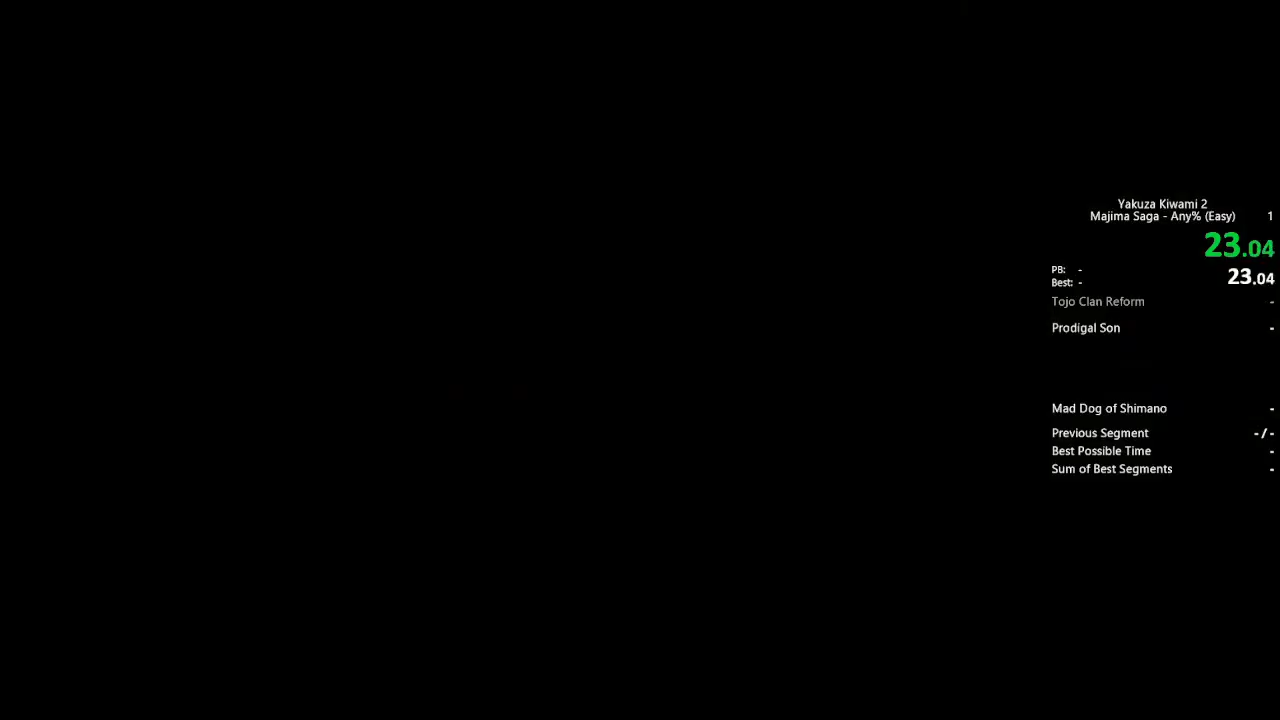 Yakuza Kiwami 2
Majima Saga - Any% (Easy) 1
23.04
PB: -
Best: -
23.04
Tojo Clan Reform -
Prodigal Son -
Mad Dog of Shimano -
Previous Segment - / -
Best Possible Time -
Sum of Best Segments -